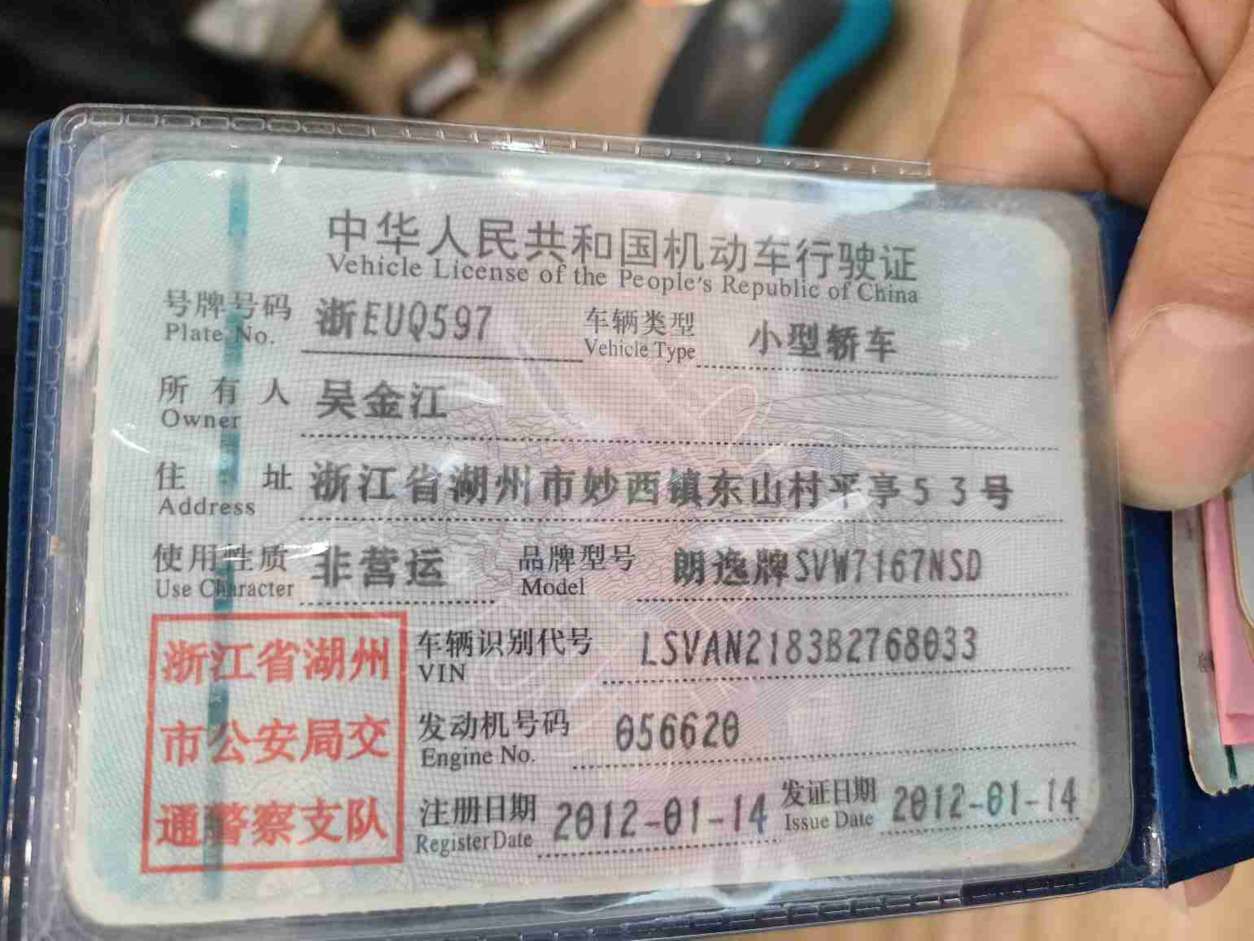 中华人民共和国机动车行驶证
Vehicle License of the People's Republic of China
号牌号码 浙EUQ597 车辆类型 小型轿车
Plate No. Vehicle Type
所有人 吴金江
Owner
住址 浙江省湖州市妙西镇东山村平亭53号
Address
使用性质 非营运 品牌型号 朗逸牌SVW7167NSD
Use Character Model
浙江省湖州
市公安局交
通警察支队
车辆识别代号 LSVAN2183B2768033
VIN
发动机号码 056620
Engine No.
注册日期 2012-01-14 发证日期 2012-01-14
Register Date Issue Date